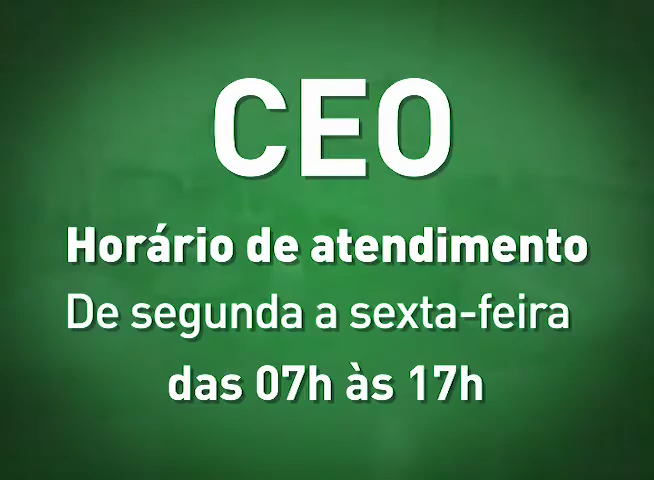 CEO
Horário de atendimento
De segunda a sexta-feira
das 07h às 17h